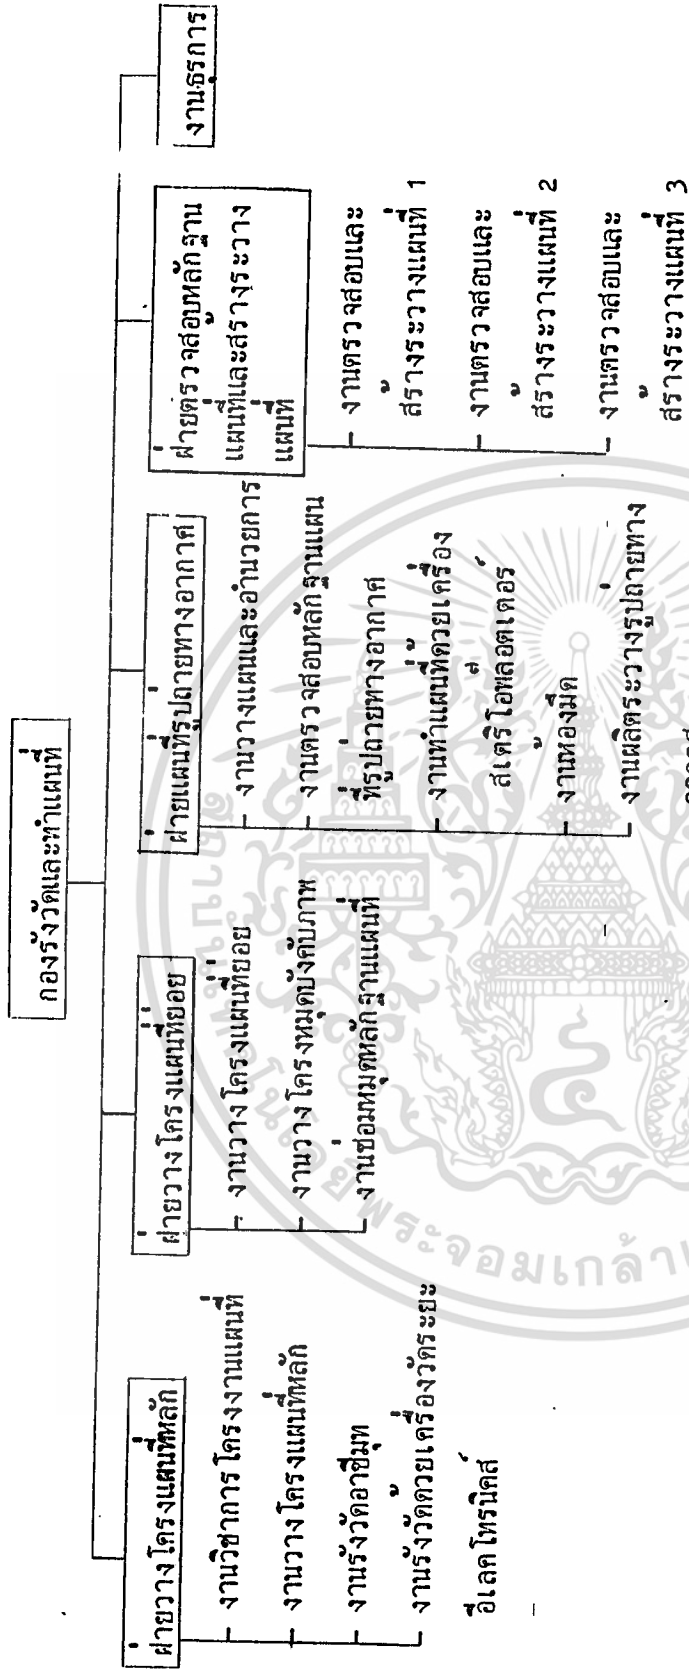 กองรังวัดและทำแผนที่
ฝ่ายวางโครงแผนที่หลัก
งานวิชาการโครงงานแผนที่
งานวางโครงแผนที่หลัก
งานรังวัดอาซิมุท
งานรังวัดด้วยเครื่องวัดระยะ
อีเลคโทรนิคส์
ฝ่ายวางโครงแผนที่ย่อย
งานวางโครงแผนที่ย่อย
งานวางโครงหมุดบังคับภาพ
งานซ่อมหมุดหลักฐานแผนที่
ฝ่ายแผนที่รูปถ่ายทางอากาศ
งานวางแผนและอำนวยการ
งานตรวจสอบหลักฐานแผน
ที่รูปถ่ายทางอากาศ
งานทำแผนที่ด้วยเครื่อง
สเตริโอพลอตเตอร์
งานห้องมืด
งานผลิตระวางรูปถ่ายทาง
ฝ่ายตรวจสอบหลักฐาน
แผนที่และสร้างระวาง
แผนที่
งานตรวจสอบและ
สร้างระวางแผนที่ 1
งานตรวจสอบและ
สร้างระวางแผนที่ 2
งานตรวจสอบและ
สร้างระวางแผนที่ 3
งานธุรการ
พระจอมเกล้า